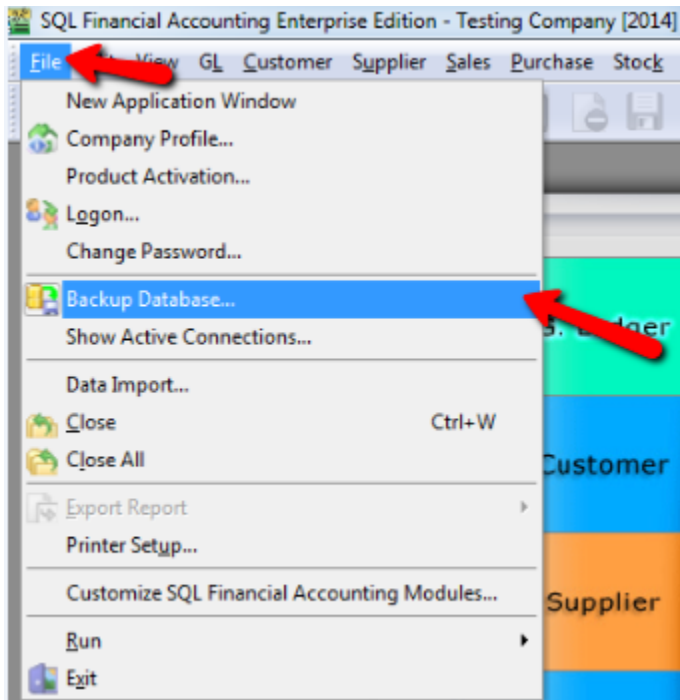 SQL Financial Accounting Enterprise Edition - Testing Company [2014]
File View GL Customer Supplier Sales Purchase Stock
New Application Window
Company Profile...
Product Activation...
Logon...
Change Password...
Backup Database...
Show Active Connections...
Data Import...
Close Ctrl+W
Close All
Export Report
Printer Setup...
Customize SQL Financial Accounting Modules...
Run
Exit
Customer
Supplier